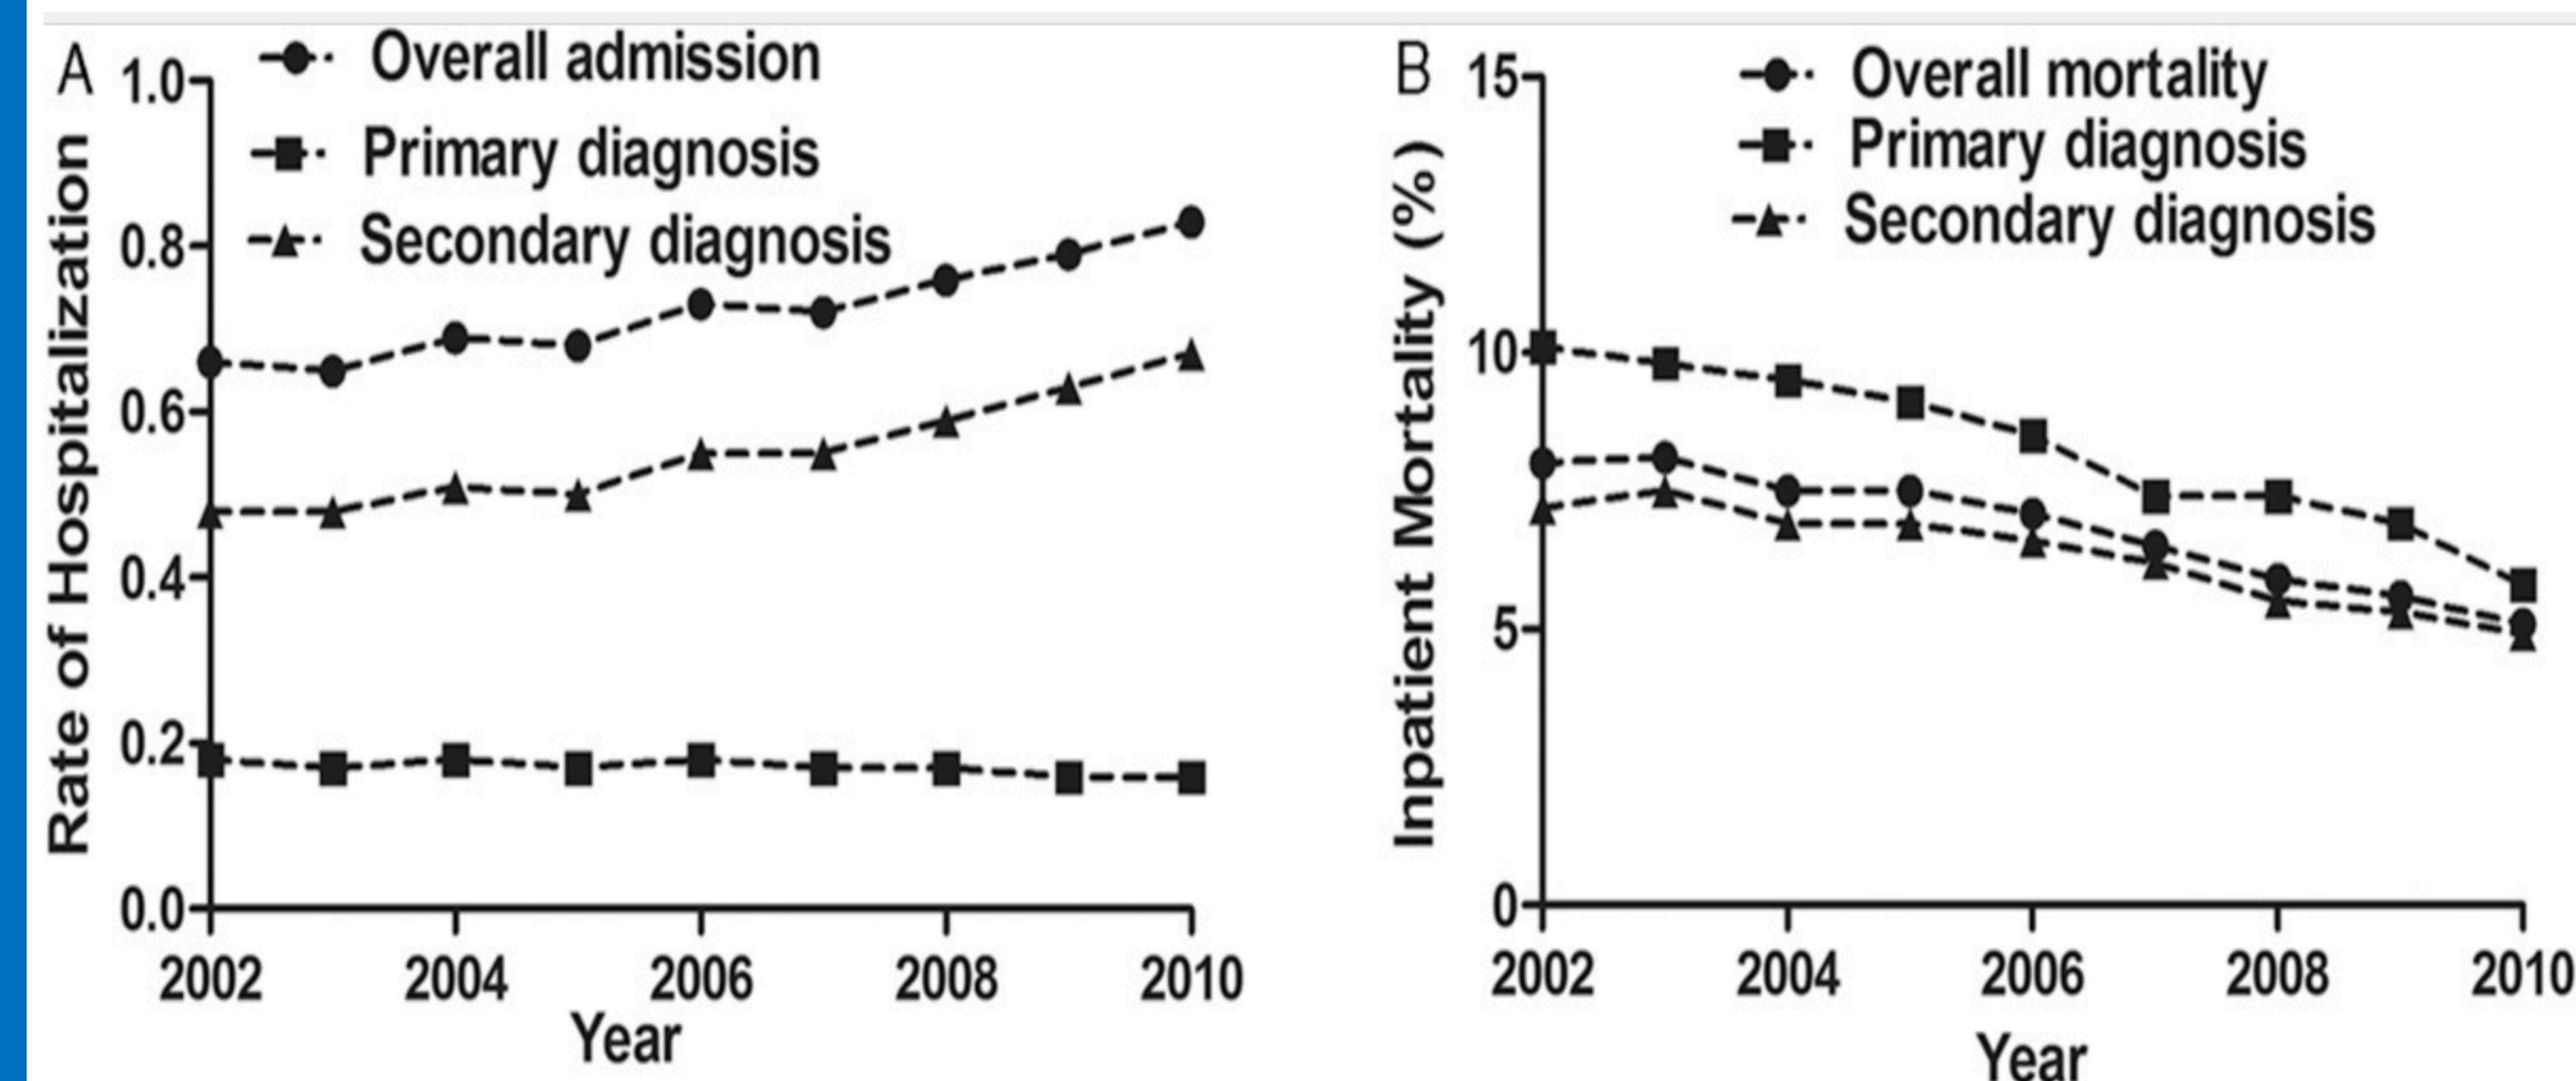 A
Overall admission
Primary diagnosis
Secondary diagnosis
Rate of Hospitalization
1.0
0.8
0.6
0.4
0.2
0.0
2002 2004 2006 2008 2010
Year
B
Overall mortality
Primary diagnosis
Secondary diagnosis
Inpatient Mortality (%)
15
10
5
0
2002 2004 2006 2008 2010
Year